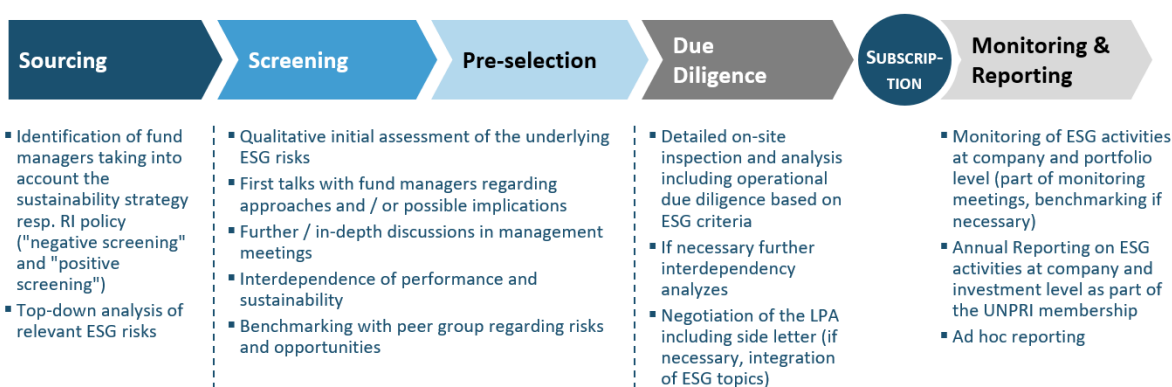 Sourcing
Screening
Pre-selection
Due
Diligence
SUBSCRIP-
TION
Monitoring &
Reporting
▪ Identification of fund
managers taking into
account the
sustainability strategy
resp. RI policy
("negative screening"
and "positive
screening")
▪ Top-down analysis of
relevant ESG risks
▪ Qualitative initial assessment of the underlying
ESG risks
▪ First talks with fund managers regarding
approaches and / or possible implications
▪ Further / in-depth discussions in management
meetings
▪ Interdependence of performance and
sustainability
▪ Benchmarking with peer group regarding risks
and opportunities
▪ Detailed on-site
inspection and analysis
including operational
due diligence based on
ESG criteria
▪ If necessary further
interdependency
analyzes
▪ Negotiation of the LPA
including side letter (if
necessary, integration
of ESG topics)
▪ Monitoring of ESG activities
at company and portfolio
level (part of monitoring
meetings, benchmarking if
necessary)
▪ Annual Reporting on ESG
activities at company and
investment level as part of
the UNPRI membership
▪ Ad hoc reporting